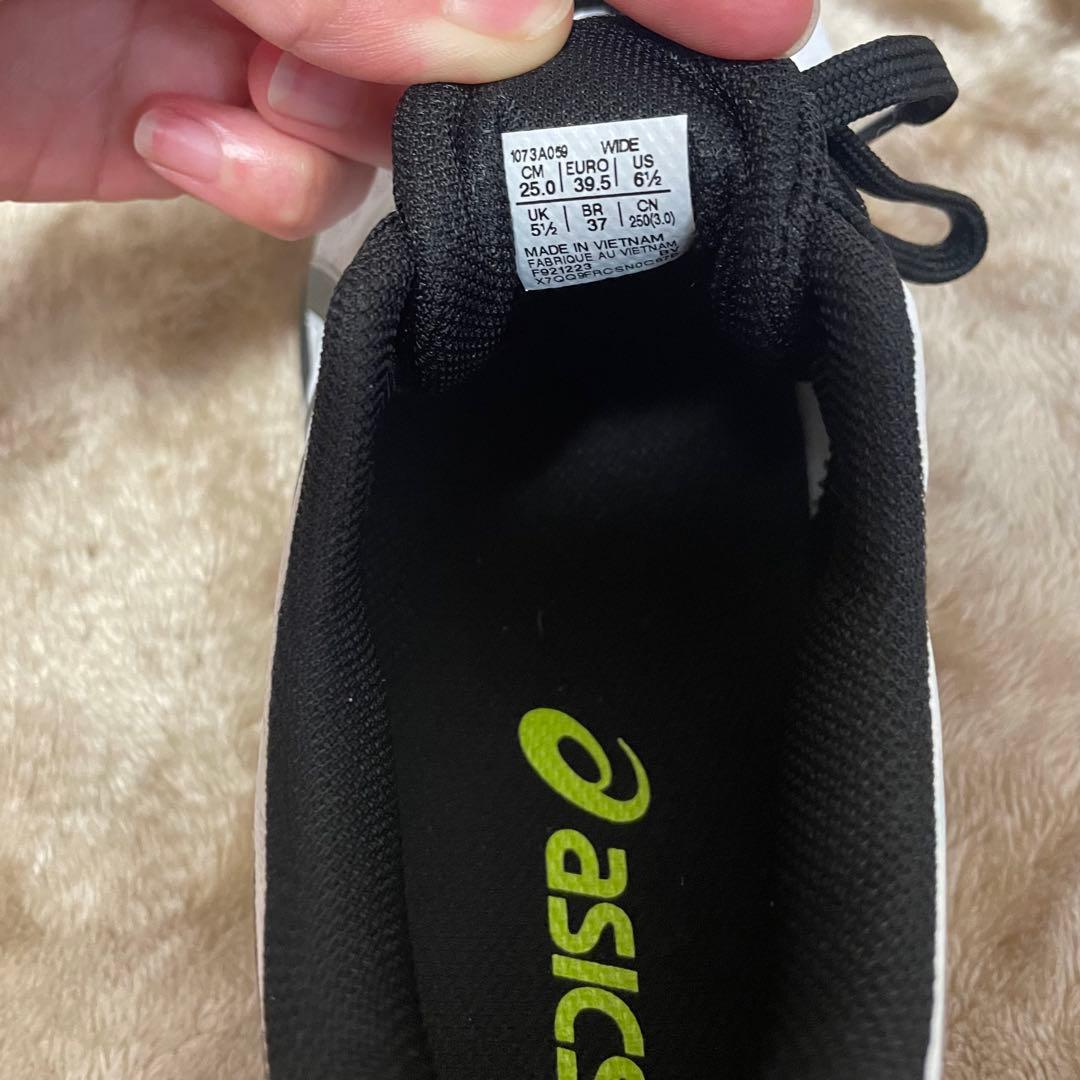 1073A059 WIDE
CM EURO US
25.0 39.5 6½
UK BR CN
5½ 37 250(3.0)
MADE IN VIETNAM
FABRIQUE AU VIETNAM
F921223 BV
asics